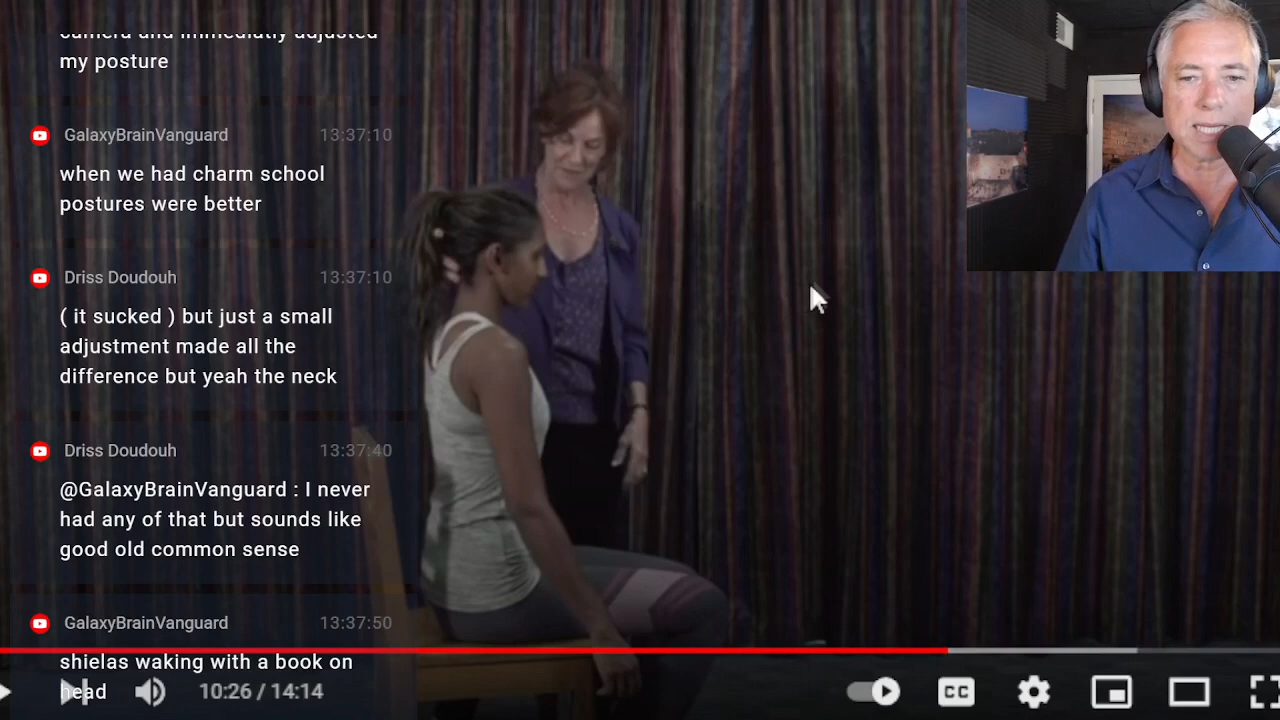 camera and immediatly adjusted
my posture
GalaxyBrainVanguard 13:37:10
when we had charm school
postures were better
Driss Doudouh 13:37:10
( it sucked ) but just a small
adjustment made all the
difference but yeah the neck
Driss Doudouh 13:37:40
@GalaxyBrainVanguard : I never
had any of that but sounds like
good old common sense
GalaxyBrainVanguard 13:37:50
shielas waking with a book on
head
10:26 / 14:14
CC